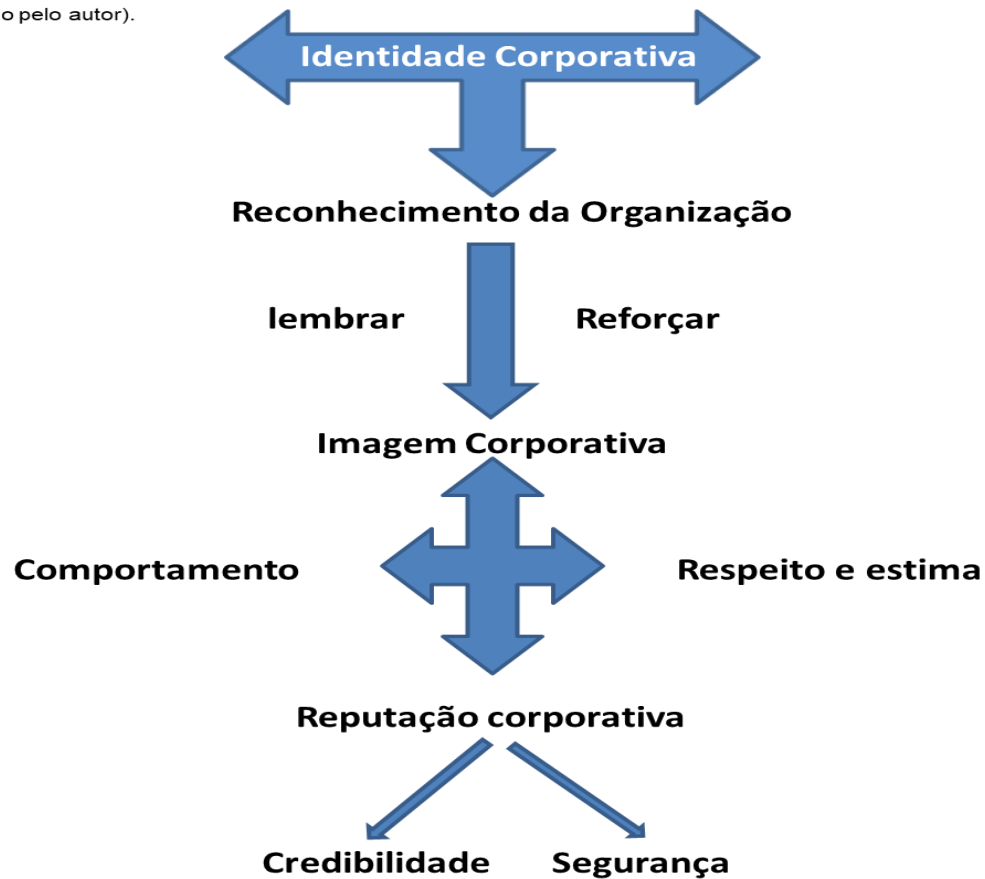 o pelo autor).
Identidade Corporativa
Reconhecimento da Organização
lembrar Reforçar
Imagem Corporativa
Comportamento Respeito e estima
Reputação corporativa
Credibilidade Segurança